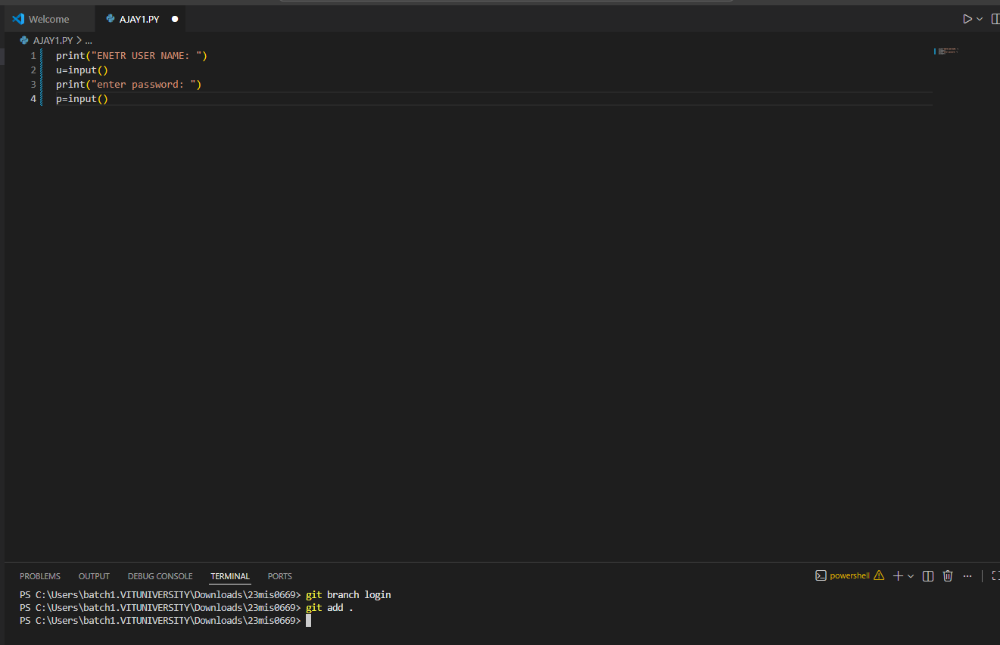 Welcome
AJAY1.PY
AJAY1.PY > ...
1 print("ENETR USER NAME: ")
2 u=input()
3 print("enter password: ")
4 p=input()
PROBLEMS OUTPUT DEBUG CONSOLE TERMINAL PORTS
powershell
PS C:\Users\batch1.VITUNIVERSITY\Downloads\23mis0669> git branch login
PS C:\Users\batch1.VITUNIVERSITY\Downloads\23mis0669> git add .
PS C:\Users\batch1.VITUNIVERSITY\Downloads\23mis0669>